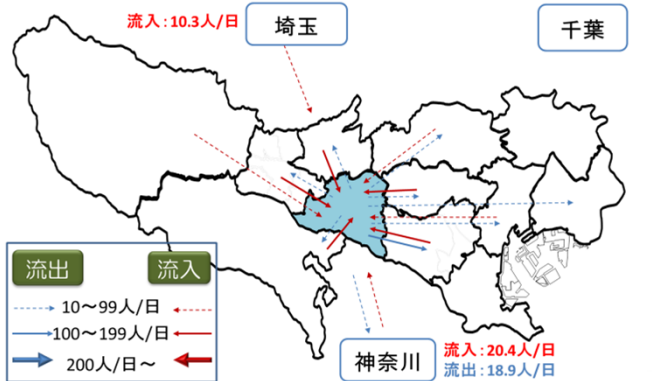 流入：10.3人/日
埼玉
千葉
流出
流入
10～99人/日
100～199人/日
200人/日～
神奈川
流入：20.4人/日
流出：18.9人/日